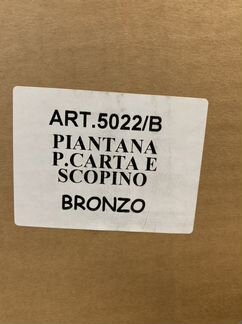 ART.5022/B
PIANTANA
P.CARTA E
SCOPINO
BRONZO